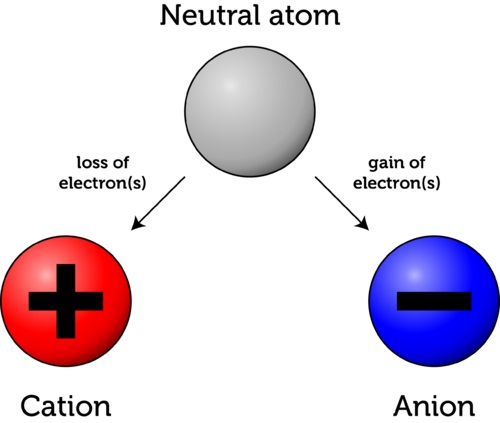 Neutral atom
loss of
electron(s)
gain of
electron(s)
Cation
Anion